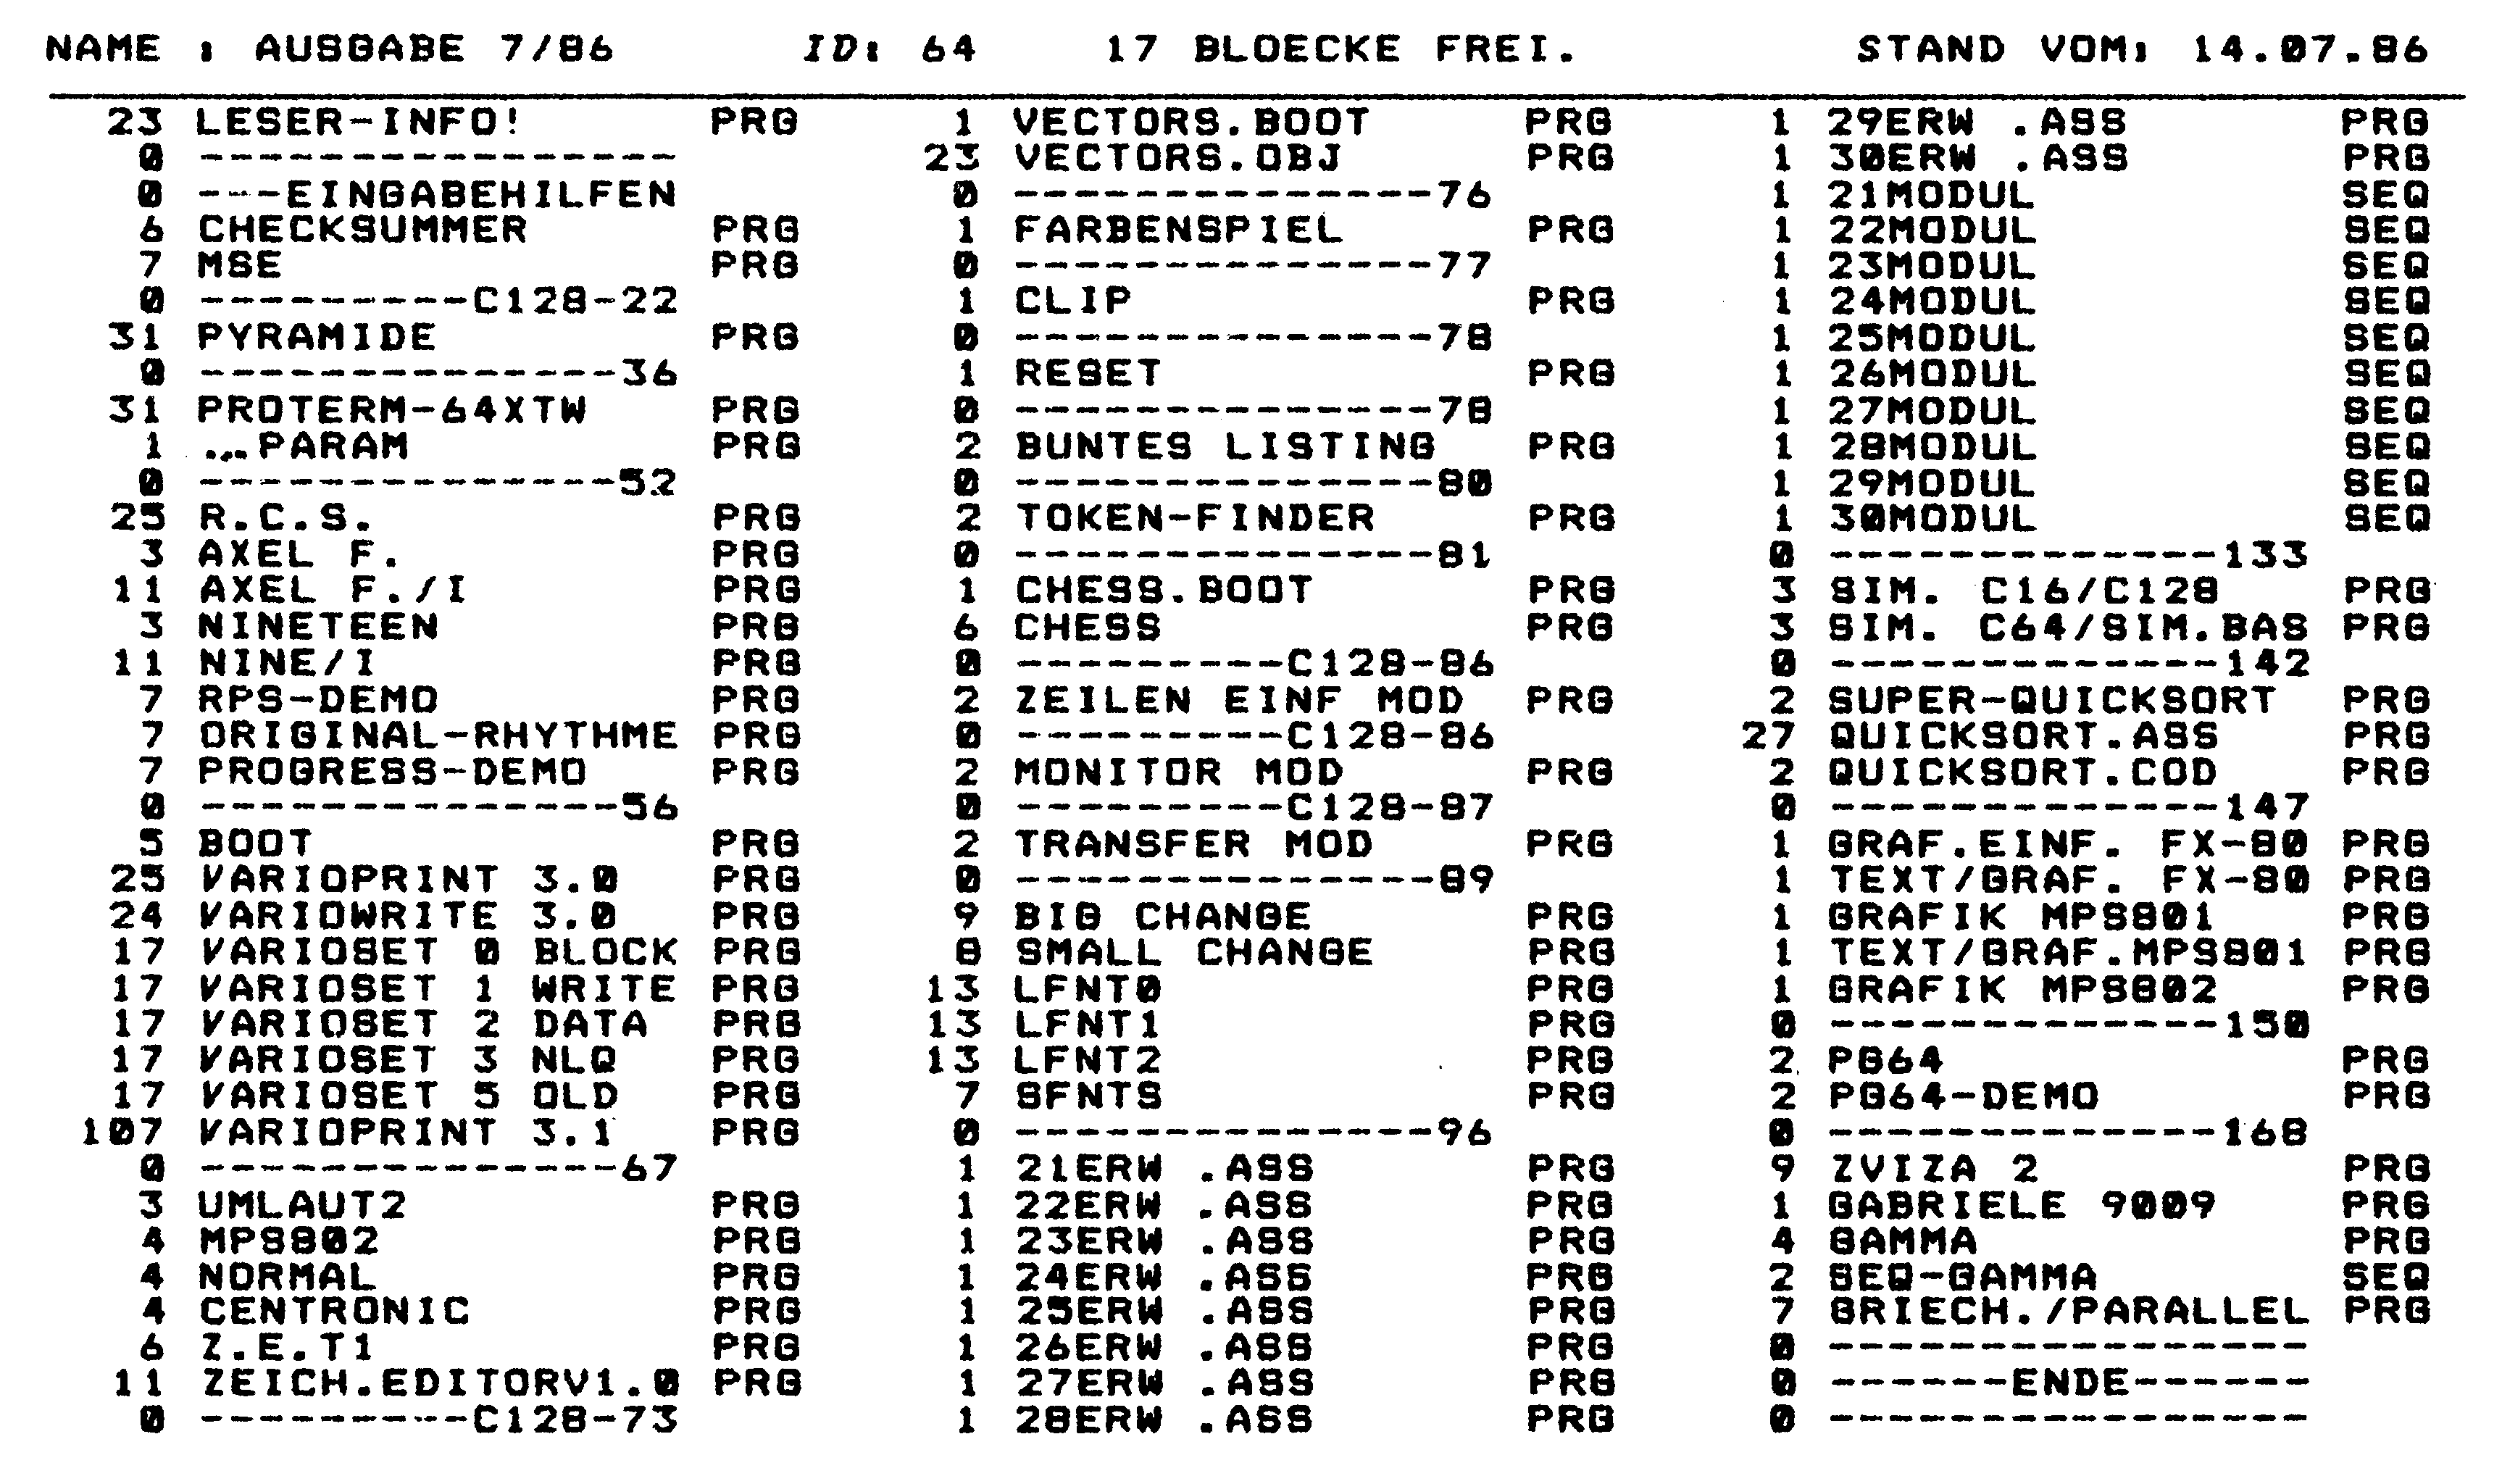 NAME : AUSGABE 7/86 ID: 64 17 BLOECKE FREI. STAND VOM: 14.07.86
23 LESER-INFO! PRG
0 ----------------
0 ---EINGABEHILFEN
6 CHECKSUMMER PRG
7 MSE PRG
0 ---------C128-22
31 PYRAMIDE PRG
0 --------------36
31 PROTERM-64XTW PRG
1 ...PARAM PRG
0 --------------52
25 R.C.S. PRG
3 AXEL F. PRG
11 AXEL F./I PRG
3 NINETEEN PRG
11 NINE/I PRG
7 RPS-DEMO PRG
7 ORIGINAL-RHYTHME PRG
7 PROGRESS-DEMO PRG
0 --------------56
5 BOOT PRG
25 VARIOPRINT 3.0 PRG
24 VARIOWRITE 3.0 PRG
17 VARIOSET 0 BLOCK PRG
17 VARIOSET 1 WRITE PRG
17 VARIOSET 2 DATA PRG
17 VARIOSET 3 NLQ PRG
17 VARIOSET 5 OLD PRG
107 VARIOPRINT 3.1 PRG
0 --------------67
3 UMLAUT2 PRG
4 MPS802 PRG
4 NORMAL PRG
4 CENTRONIC PRG
6 Z.E.T1 PRG
11 ZEICH.EDITORV1.0 PRG
0 ---------C128-73
1 VECTORS.BOOT PRG
23 VECTORS.OBJ PRG
0 --------------76
1 FARBENSPIEL PRG
0 --------------77
1 CLIP PRG
0 --------------78
1 RESET PRG
0 --------------78
2 BUNTES LISTING PRG
0 --------------80
2 TOKEN-FINDER PRG
0 --------------81
1 CHESS.BOOT PRG
6 CHESS PRG
0 ---------C128-86
2 ZEILEN EINF MOD PRG
0 ---------C128-86
2 MONITOR MOD PRG
0 ---------C128-87
2 TRANSFER MOD PRG
0 --------------89
9 BIG CHANGE PRG
8 SMALL CHANGE PRG
13 LFNT0 PRG
13 LFNT1 PRG
13 LFNT2 PRG
7 SFNTS PRG
0 --------------96
1 21ERW .ASS PRG
1 22ERW .ASS PRG
1 23ERW .ASS PRG
1 24ERW .ASS PRG
1 25ERW .ASS PRG
1 26ERW .ASS PRG
1 27ERW .ASS PRG
1 28ERW .ASS PRG
1 29ERW .ASS PRG
1 30ERW .ASS PRG
1 21MODUL SEQ
1 22MODUL SEQ
1 23MODUL SEQ
1 24MODUL SEQ
1 25MODUL SEQ
1 26MODUL SEQ
1 27MODUL SEQ
1 28MODUL SEQ
1 29MODUL SEQ
1 30MODUL SEQ
0 -------------133
3 SIM. C16/C128 PRG
3 SIM. C64/SIM.BAS PRG
0 -------------142
2 SUPER-QUICKSORT PRG
27 QUICKSORT.ASS PRG
2 QUICKSORT.COD PRG
0 -------------147
1 GRAF.EINF. FX-80 PRG
1 TEXT/GRAF. FX-80 PRG
1 GRAFIK MPS801 PRG
1 TEXT/GRAF.MPS801 PRG
1 GRAFIK MPS802 PRG
0 -------------150
2 PG64 PRG
2 PG64-DEMO PRG
0 -------------168
9 ZVIZA 2 PRG
1 GABRIELE 9009 PRG
4 GAMMA PRG
2 SEQ-GAMMA SEQ
7 GRIECH./PARALLEL PRG
0 ----------------
0 ------ENDE------
0 ----------------